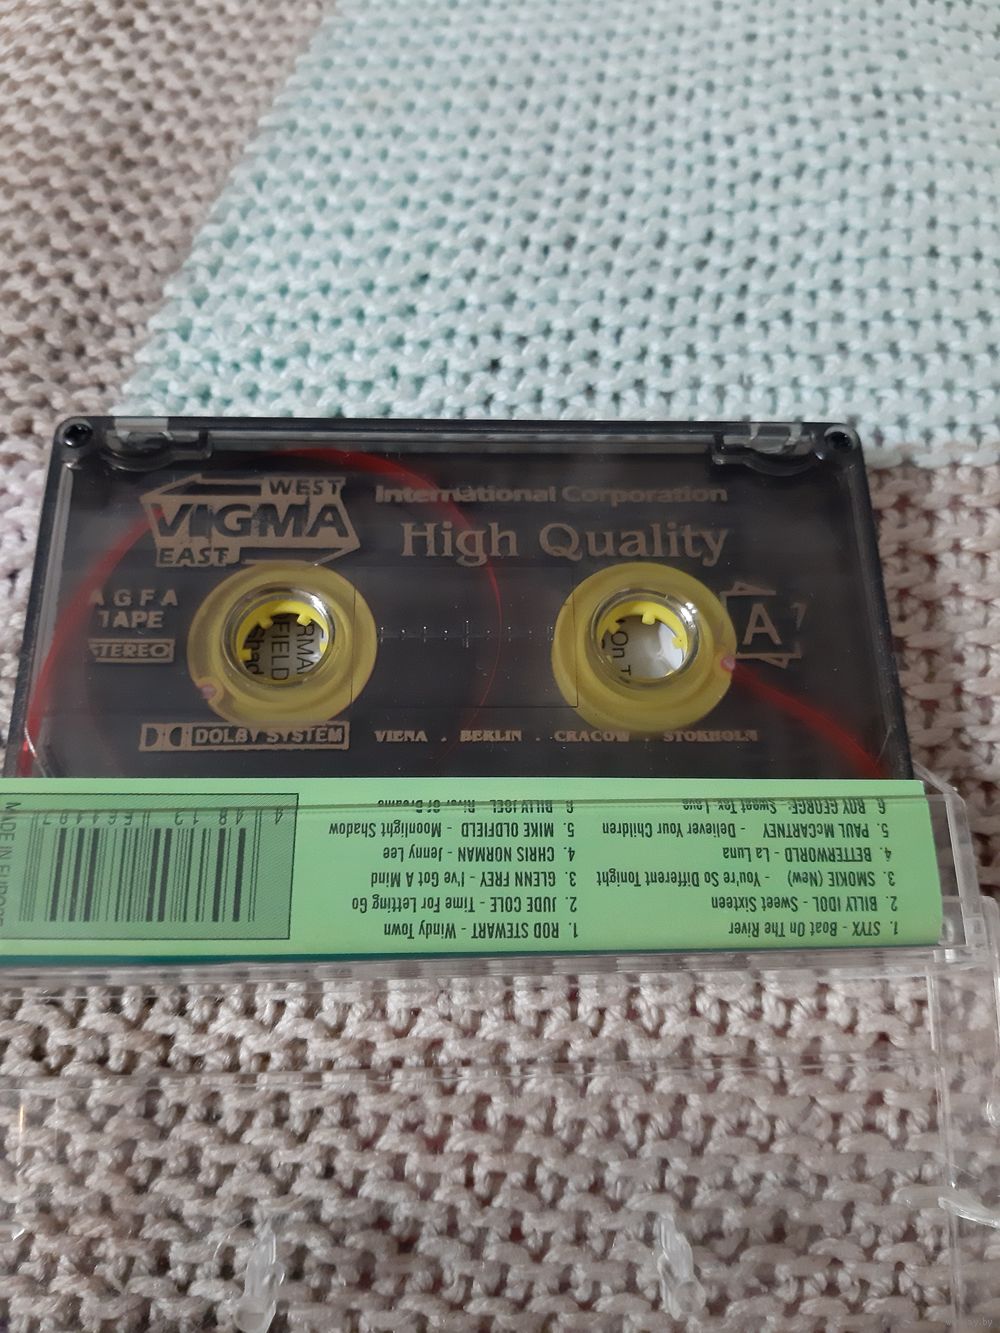 WEST
VIGMA
EAST
International Corporation
High Quality
AGFA
TAPE
STEREO
A
DOLBY SYSTEM
VIENA . BERLIN . CRACOW . STOKHOLM
1. STYX - Boat On The River
2. BILLY IDOL - Sweet Sixteen
3. SMOKIE (New) - You're So Different Tonight
4. BETTERWORLD - La Luna
5. PAUL McCARTNEY - Deliever Your Children
6. BOY GEORGE- Sweet Tox Love
1. ROD STEWART - Windy Town
2. JUDE COLE - Time For Letting Go
3. GLENN FREY - I've Got A Mind
4. CHRIS NORMAN - Jenny Lee
5. MIKE OLDFIELD - Moonlight Shadow
6. BILLY JOEL River Of Dreams
MADE IN